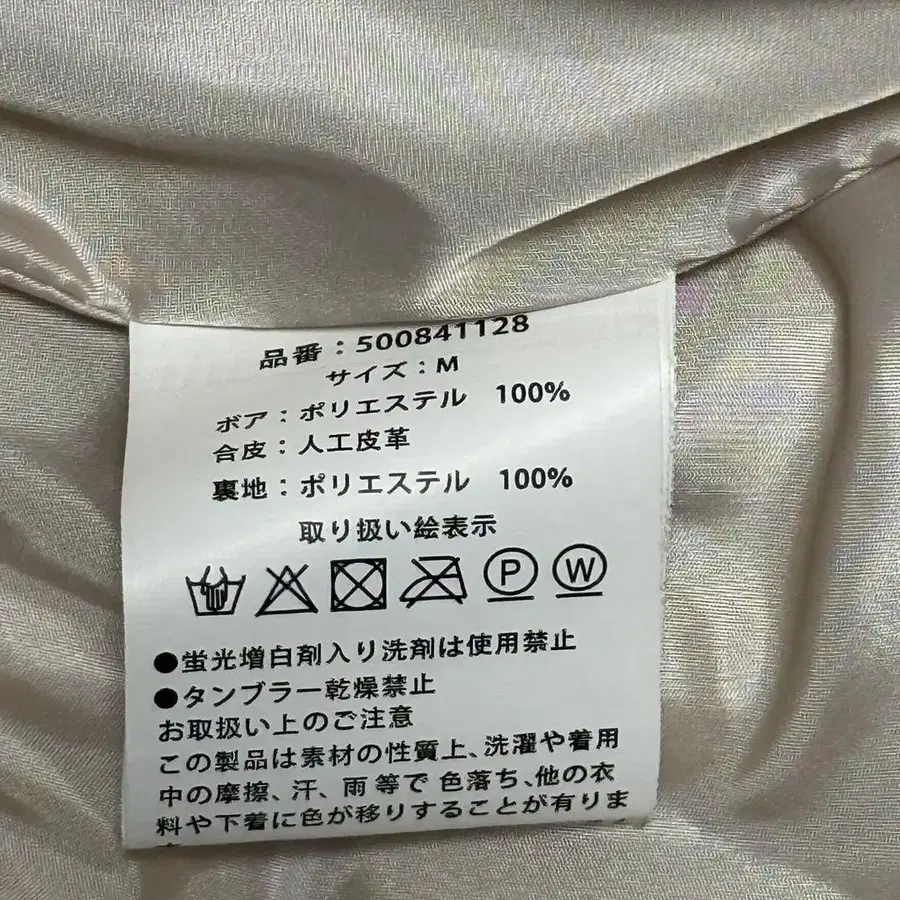 品番：500841128
サイズ：M
ボア：ポリエステル 100%
合皮：人工皮革
裏地：ポリエステル 100%
取り扱い絵表示
P W
●蛍光増白剤入り洗剤は使用禁止
●タンブラー乾燥禁止
お取扱い上のご注意
この製品は素材の性質上、洗濯や着用
中の摩擦、汗、雨等で色落ち、他の衣
料や下着に色が移りすることが有りま